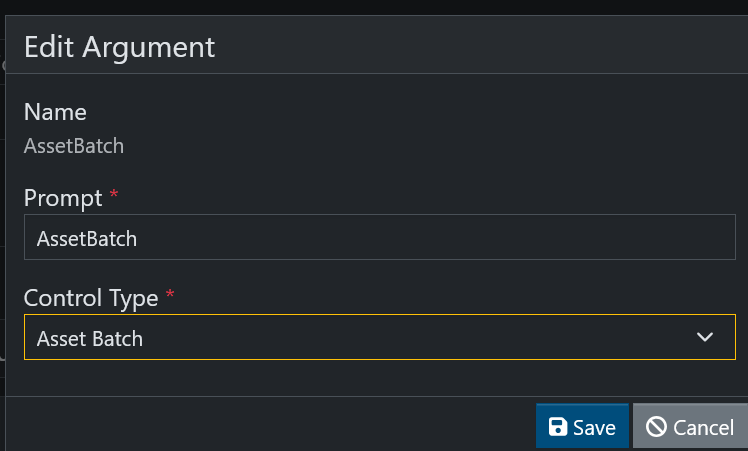 Edit Argument
Name
AssetBatch
Prompt *
AssetBatch
Control Type *
Asset Batch
Save
Cancel